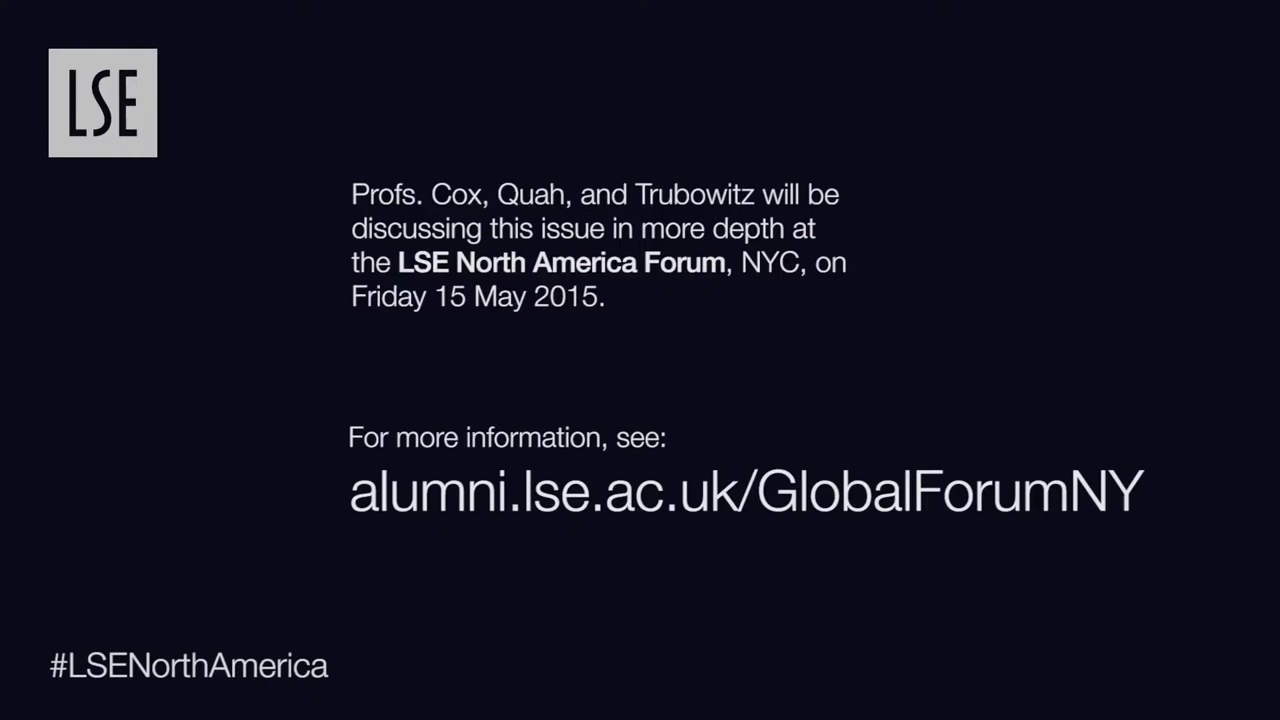 LSE
Profs. Cox, Quah, and Trubowitz will be
discussing this issue in more depth at
the LSE North America Forum, NYC, on
Friday 15 May 2015.
For more information, see:
alumni.lse.ac.uk/GlobalForumNY
#LSENorthAmerica